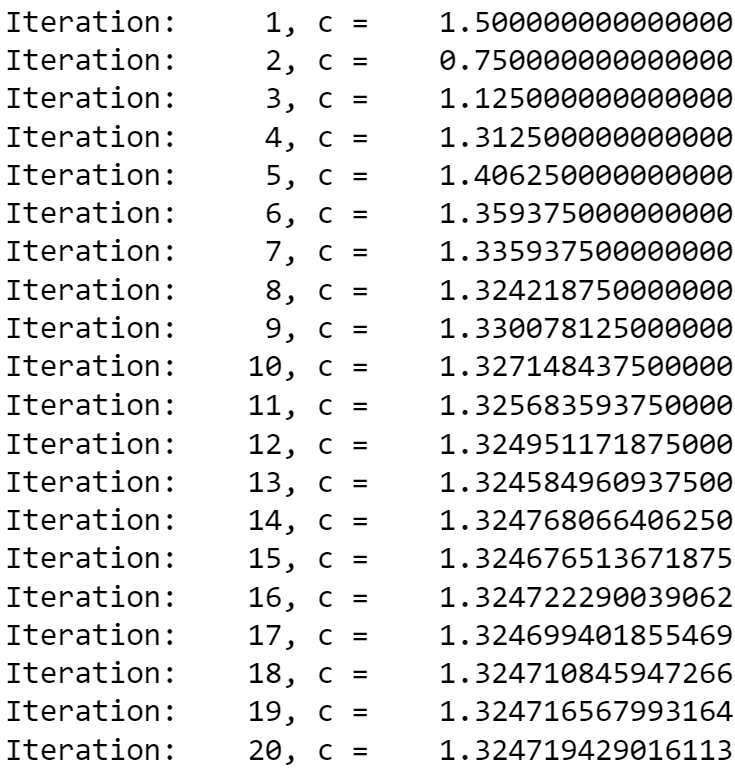 Iteration:    1, c =    1.500000000000000
Iteration:    2, c =    0.750000000000000
Iteration:    3, c =    1.125000000000000
Iteration:    4, c =    1.312500000000000
Iteration:    5, c =    1.406250000000000
Iteration:    6, c =    1.359375000000000
Iteration:    7, c =    1.335937500000000
Iteration:    8, c =    1.324218750000000
Iteration:    9, c =    1.330078125000000
Iteration:    10, c =    1.327148437500000
Iteration:    11, c =    1.325683593750000
Iteration:    12, c =    1.324951171875000
Iteration:    13, c =    1.324584960937500
Iteration:    14, c =    1.324768066406250
Iteration:    15, c =    1.324676513671875
Iteration:    16, c =    1.324722290039062
Iteration:    17, c =    1.324699401855469
Iteration:    18, c =    1.324710845947266
Iteration:    19, c =    1.324716567993164
Iteration:    20, c =    1.324719429016113